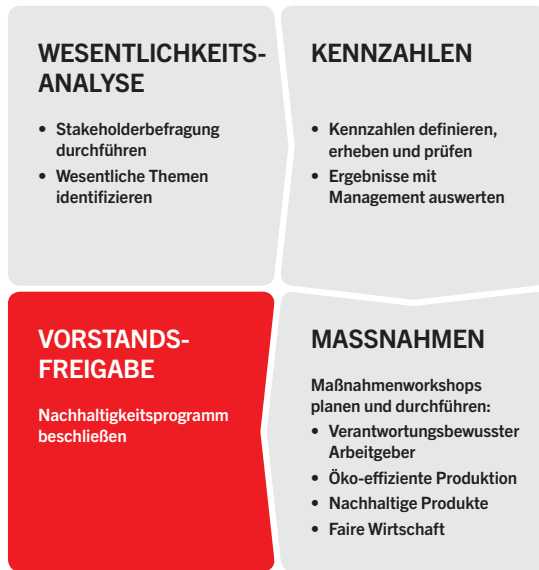 WESENTLICHKEITS-
ANALYSE
• Stakeholderbefragung
durchführen
• Wesentliche Themen
identifizieren
KENNZAHLEN
• Kennzahlen definieren,
erheben und prüfen
• Ergebnisse mit
Management auswerten
VORSTANDS-
FREIGABE
Nachhaltigkeitsprogramm
beschließen
MASSNAHMEN
Maßnahmenworkshops
planen und durchführen:
• Verantwortungsbewusster
Arbeitgeber
• Öko-effiziente Produktion
• Nachhaltige Produkte
• Faire Wirtschaft